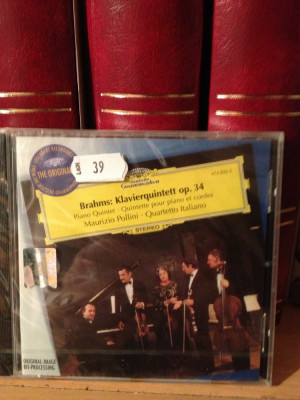 THE ORIGINALS
39
Deutsche
Grammophon
Brahms: Klavierquintett op. 34
Piano Quintet · Quintette pour piano et cordes
Maurizio Pollini · Quartetto Italiano
STEREO
ORIGINAL-IMAGE
BIT-PROCESSING